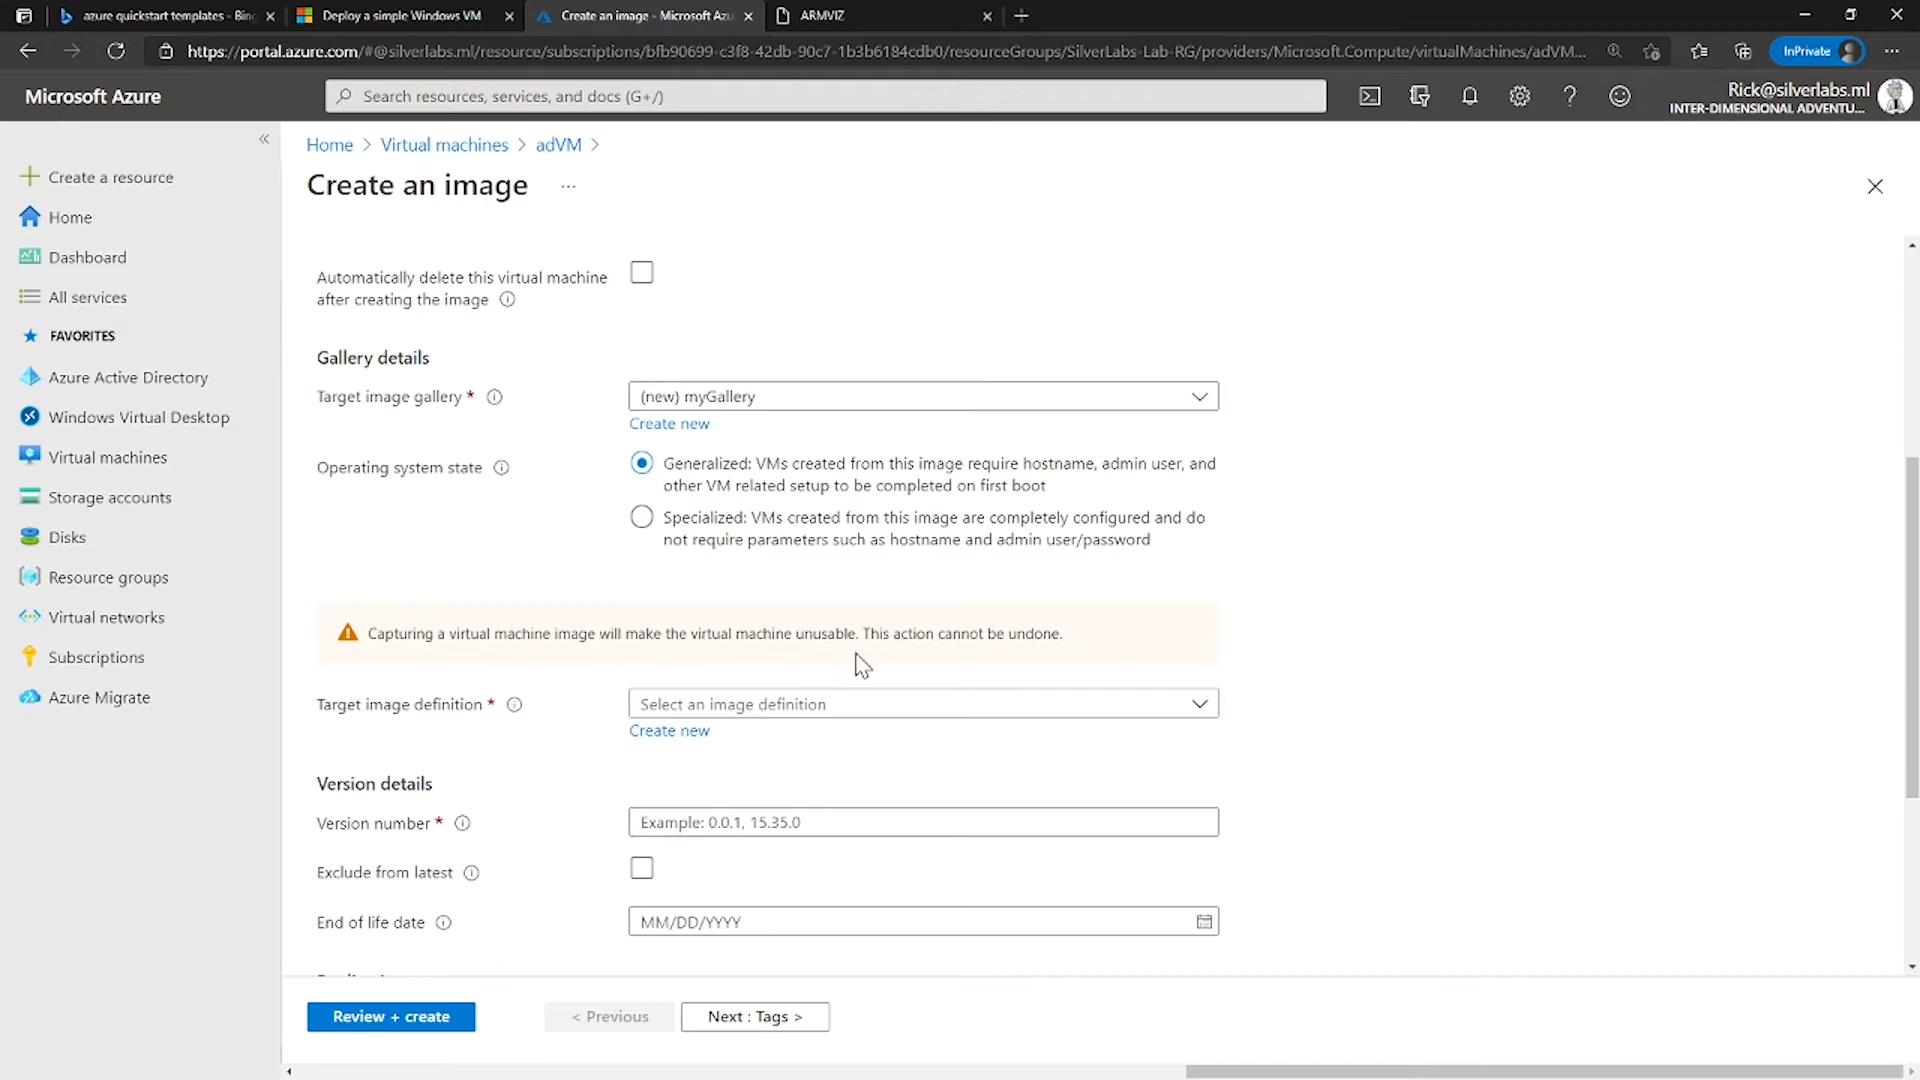 azure quickstart templates - Bing
Deploy a simple Windows VM
Create an image - Microsoft Azu
ARMVIZ
https://portal.azure.com/#@silverlabs.ml/resource/subscriptions/bfb90699-c3f8-42db-90c7-1b3b6184cdb0/resourceGroups/SilverLabs-Lab-RG/providers/Microsoft.Compute/virtualMachines/adVM...
InPrivate
Microsoft Azure
Search resources, services, and docs (G+/)
Rick@silverlabs.ml
INTER-DIMENSIONAL ADVENTU...
Create a resource
Home
Dashboard
All services
FAVORITES
Azure Active Directory
Windows Virtual Desktop
Virtual machines
Storage accounts
Disks
Resource groups
Virtual networks
Subscriptions
Azure Migrate
Home > Virtual machines > adVM >
Create an image ...
Automatically delete this virtual machine
after creating the image
Gallery details
Target image gallery *
(new) myGallery
Create new
Operating system state
Generalized: VMs created from this image require hostname, admin user, and
other VM related setup to be completed on first boot
Specialized: VMs created from this image are completely configured and do
not require parameters such as hostname and admin user/password
Capturing a virtual machine image will make the virtual machine unusable. This action cannot be undone.
Target image definition *
Select an image definition
Create new
Version details
Version number *
Example: 0.0.1, 15.35.0
Exclude from latest
End of life date
MM/DD/YYYY
Review + create
< Previous
Next : Tags >